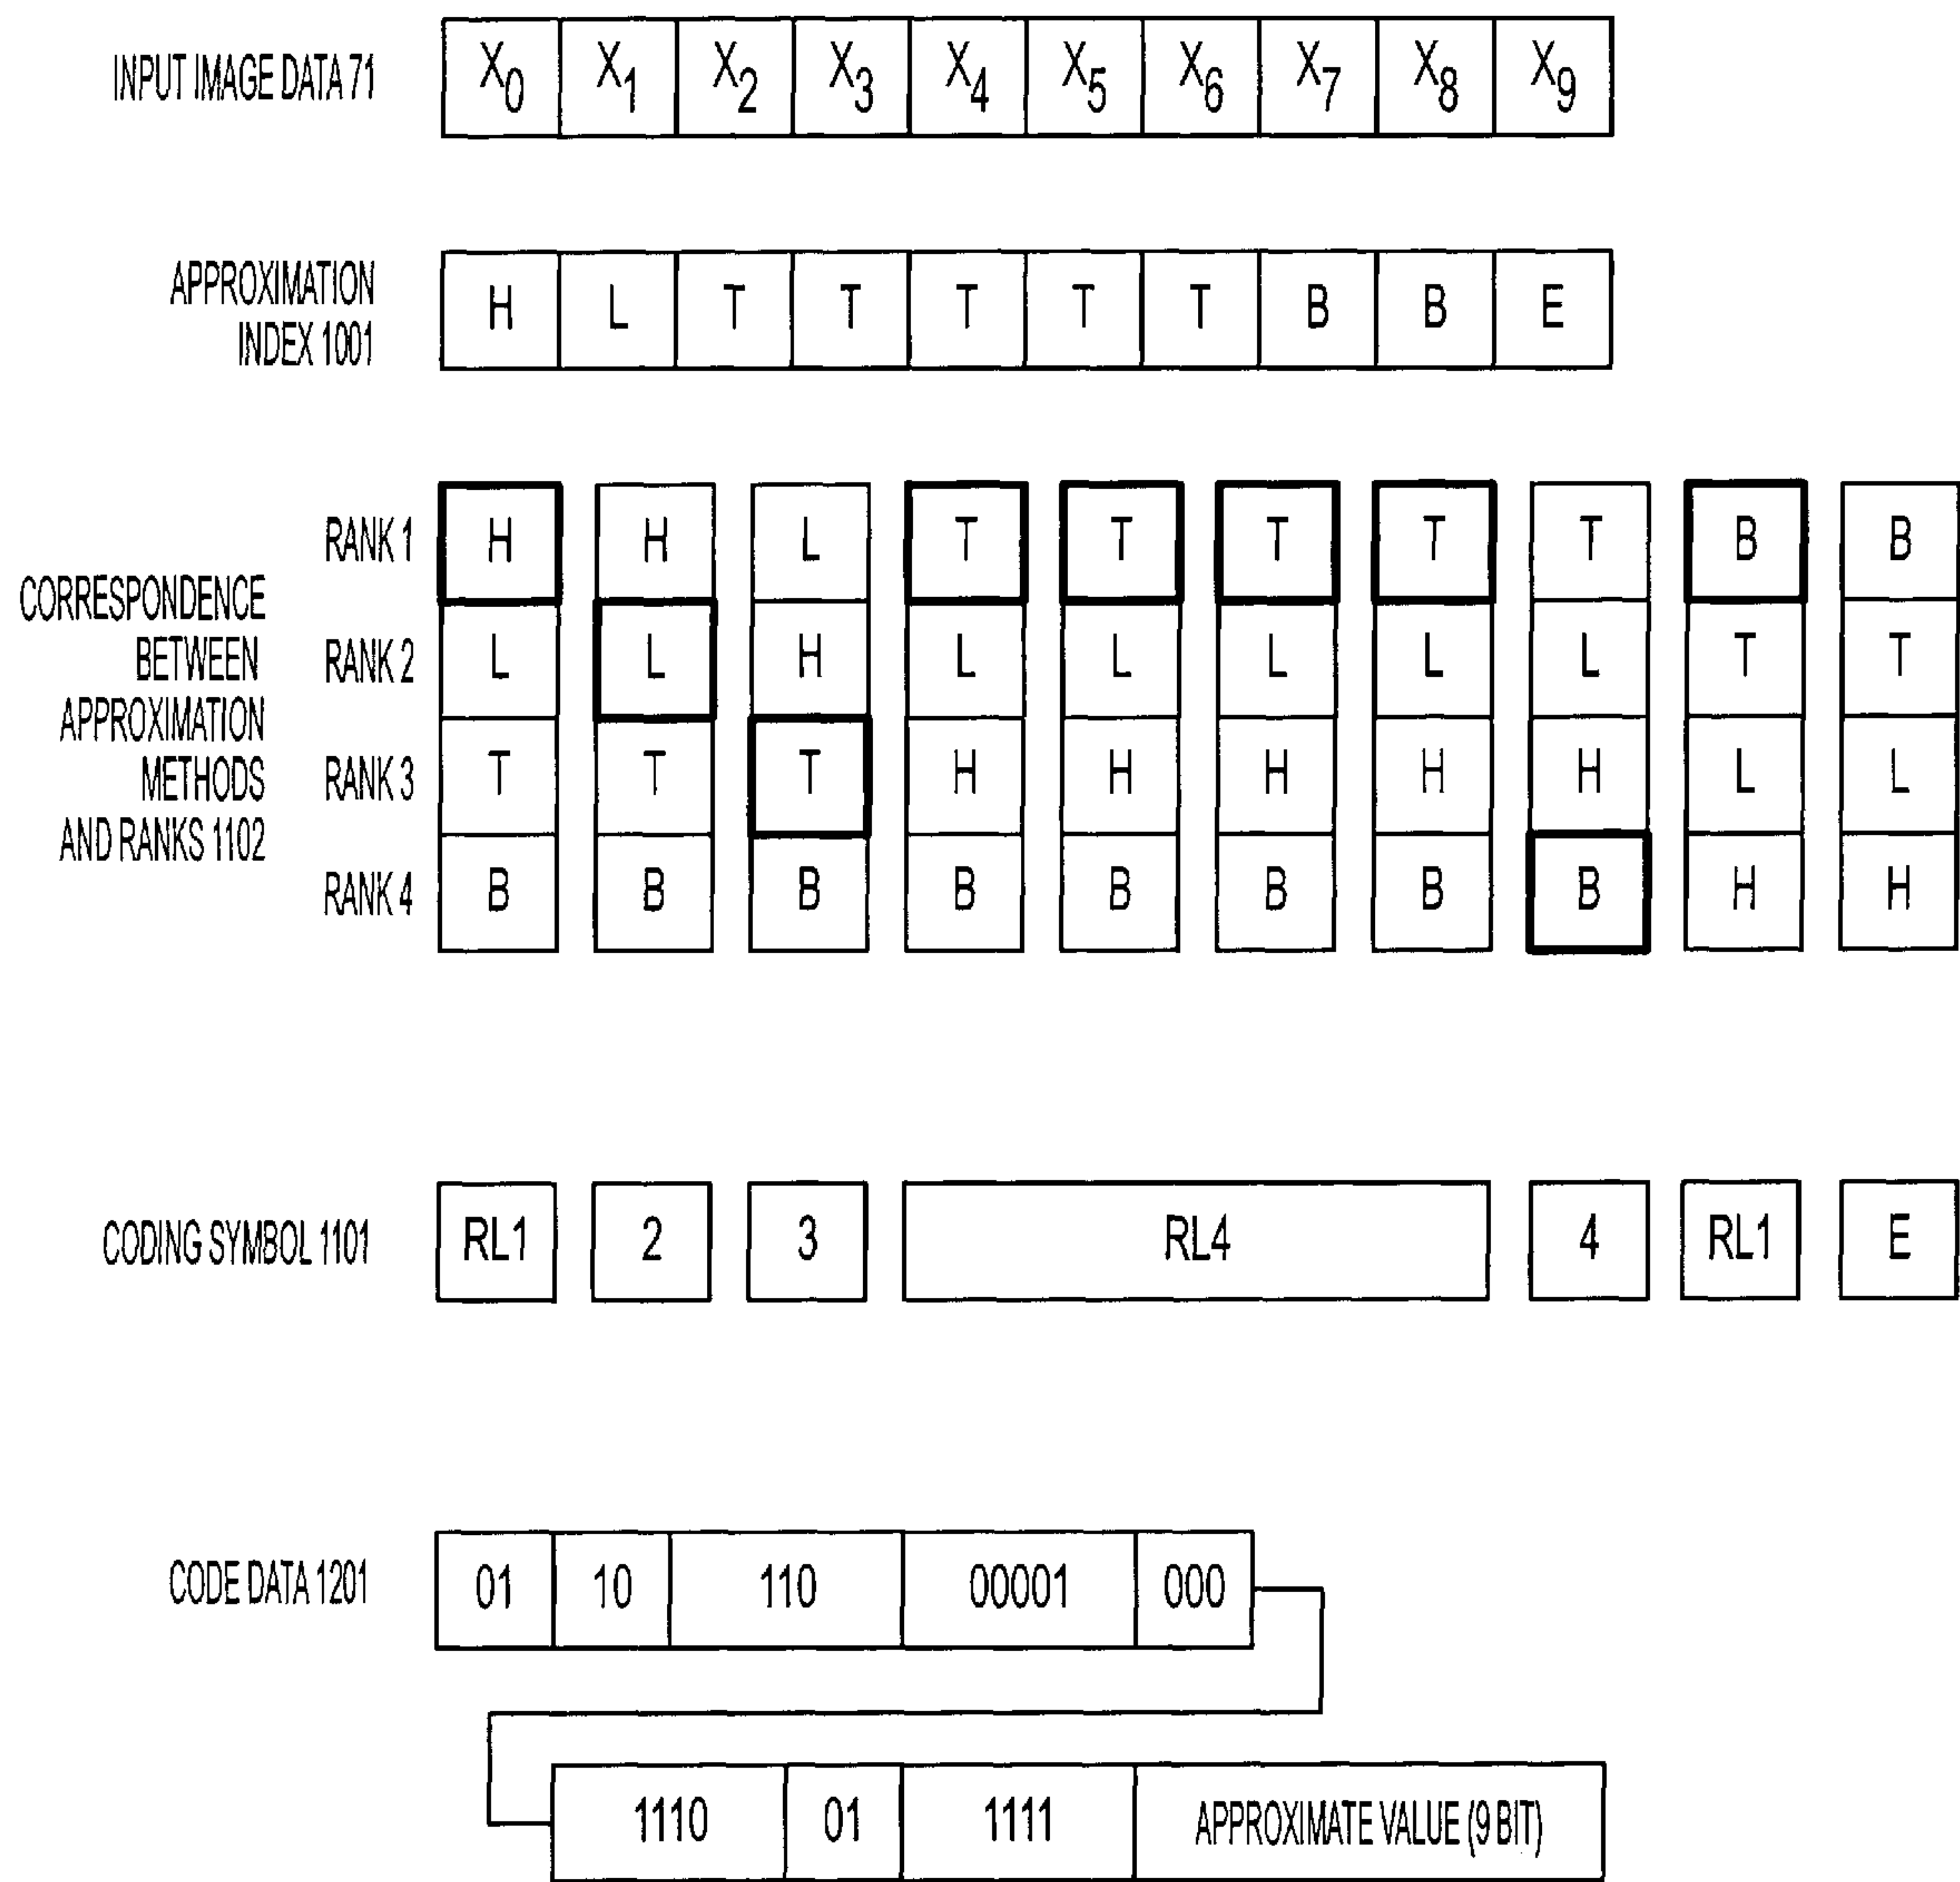 INPUT IMAGE DATA 71 X0 X1 X2 X3 X4 X5 X6 X7 X8 X9
APPROXIMATION
INDEX 1001
H L T T T T T B B E
CORRESPONDENCE
BETWEEN
APPROXIMATION
METHODS
AND RANKS 1102
RANK 1 H H L T T T T T B B
RANK 2 L L H L L L L L T T
RANK 3 T T T H H H H H L L
RANK 4 B B B B B B B B H H
CODING SYMBOL 1101 RL1 2 3 RL4 4 RL1 E
CODE DATA 1201 01 10 110 00001 000
1110 01 1111 APPROXIMATE VALUE (9 BIT)